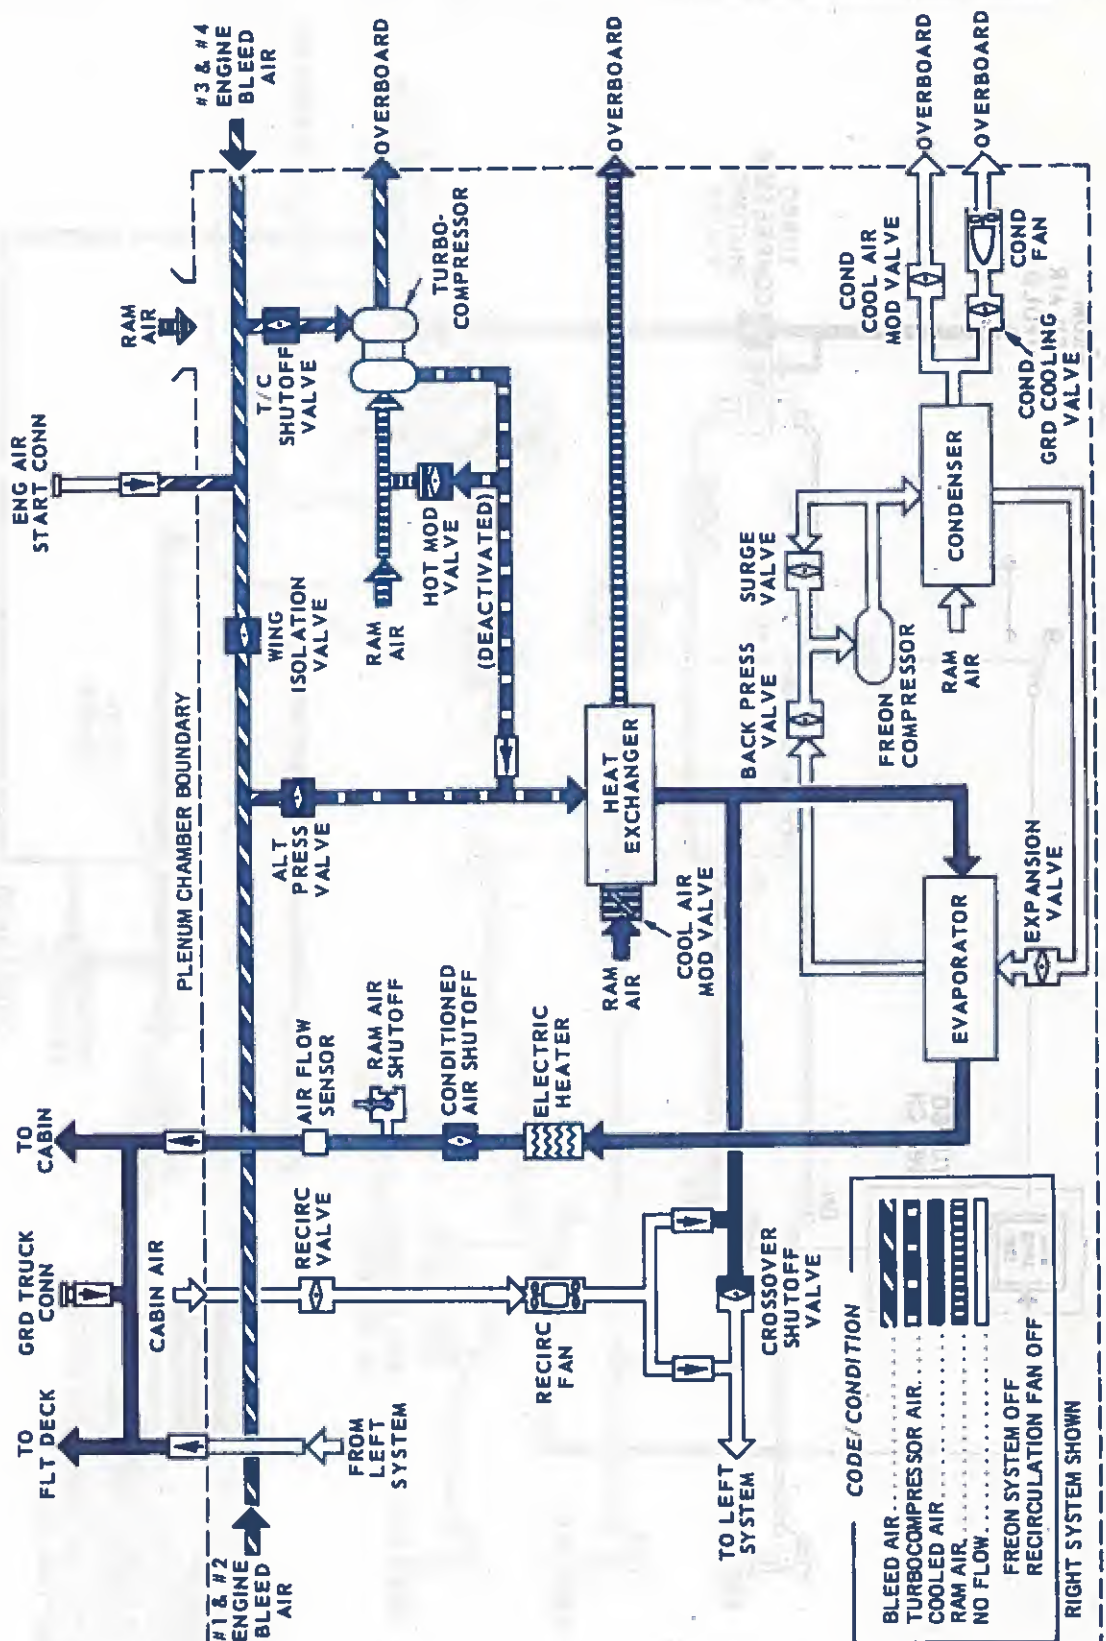 #3 & #4
ENGINE
BLEED
AIR
OVERBOARD
OVERBOARD
OVERBOARD
OVERBOARD
RAM
AIR
TURBO-
COMPRESSOR
T/C
SHUTOFF
VALVE
ENG AIR
START CONN
HOT MOD
VALVE
(DEACTIVATED)
RAM
AIR
WING
ISOLATION
VALVE
PLENUM CHAMBER BOUNDARY
ALT
PRESS
VALVE
HEAT
EXCHANGER
RAM
AIR
COOL AIR
MOD VALVE
COND
COOL AIR
MOD VALVE
COND
FAN
COND
GRD COOLING
VALVE
CONDENSER
SURGE
VALVE
BACK PRESS
VALVE
FREON
COMPRESSOR
RAM
AIR
EVAPORATOR
EXPANSION
VALVE
TO
CABIN
AIR FLOW
SENSOR
RAM AIR
SHUTOFF
CONDITIONED
AIR SHUTOFF
ELECTRIC
HEATER
GRD TRUCK
CONN
CABIN AIR
RECIRC
VALVE
RECIRC
FAN
CROSSOVER
SHUTOFF
VALVE
TO
FLT DECK
FROM
LEFT
SYSTEM
TO LEFT
SYSTEM
#1 & #2
ENGINE
BLEED
AIR
CODE/CONDITION
BLEED AIR
TURBOCOMPRESSOR AIR
COOLED AIR
RAM AIR
NO FLOW
FREON SYSTEM OFF
RECIRCULATION FAN OFF
RIGHT SYSTEM SHOWN